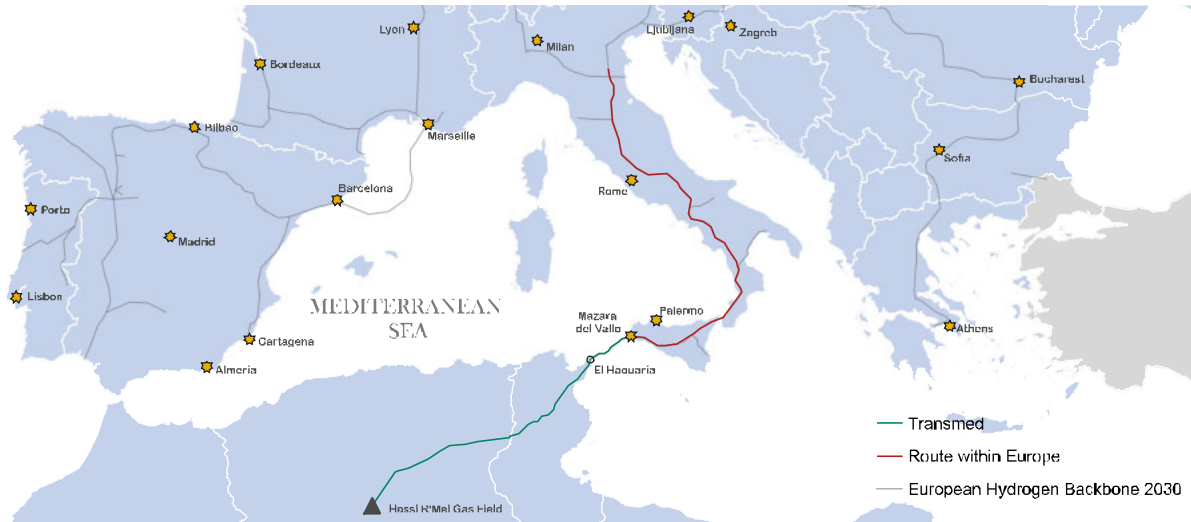 Lyon
Milan
Ljubljana
Zagreb
Bordeaux
Bucharest
Bilbao
Marseille
Sofia
Barcelona
Rome
Porto
Madrid
Lisbon
MEDITERRANEAN
SEA
Mazara
del Vallo
Palermo
Athens
Cartagena
Almeria
El Haouaria
Transmed
Route within Europe
European Hydrogen Backbone 2030
Hassi R'Mel Gas Field